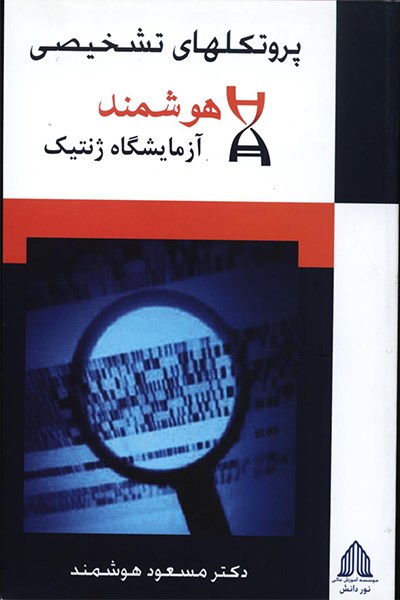 پروتکلهای تشخیصی
هوشمند
آزمایشگاه ژنتیک
دکتر مسعود هوشمند
موسسه آموزش عالی
نور دانش